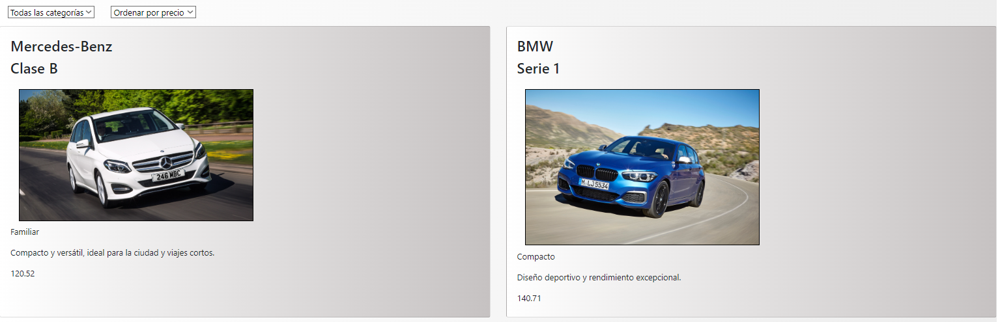 Todas las categorías
Ordenar por precio
Mercedes-Benz
Clase B
246 MBC
Familiar
Compacto y versátil, ideal para la ciudad y viajes cortos.
120.52
BMW
Serie 1
M LJ 5534
Compacto
Diseño deportivo y rendimiento excepcional.
140.71